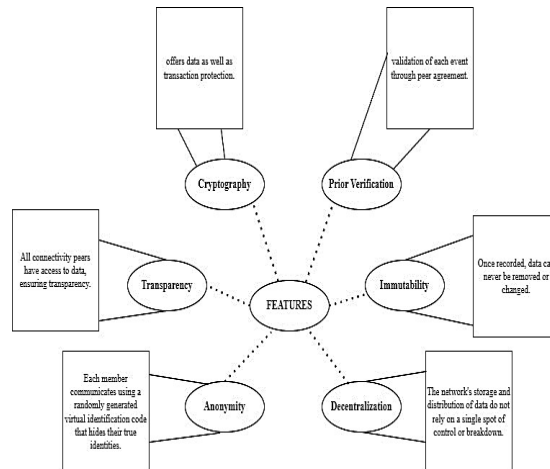 offers data as well as
transaction protection.
validation of each event
through peer agreement.
Cryptography
Prior Verification
All connectivity peers
have access to data,
ensuring transparency.
Transparency
FEATURES
Immutability
Once recorded, data ca
never be removed or
changed.
Each member
communicates using a
randomly generated
virtual identification code
that hides their true
identities.
Anonymity
Decentralization
The network's storage and
distribution of data do not
rely on a single spot of
control or breakdown.